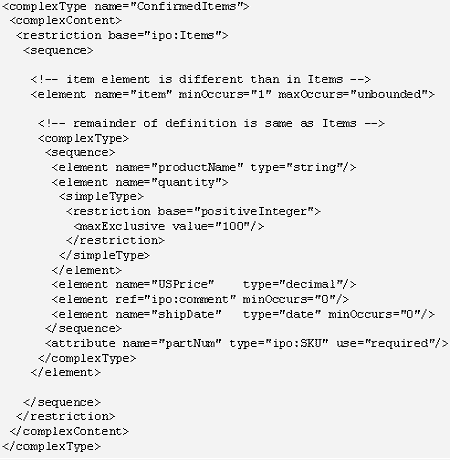 <complexType name="ConfirmedItems">
<complexContent>
<restriction base="ipo:Items">
<sequence>
<!-- item element is different than in Items -->
<element name="item" minOccurs="1" maxOccurs="unbounded">
<!-- remainder of definition is same as Items -->
<complexType>
<sequence>
<element name="productName" type="string"/>
<element name="quantity">
<simpleType>
<restriction base="positiveInteger">
<maxExclusive value="100"/>
</restriction>
</simpleType>
</element>
<element name="USPrice" type="decimal"/>
<element ref="ipo:comment" minOccurs="0"/>
<element name="shipDate" type="date" minOccurs="0"/>
</sequence>
<attribute name="partNum" type="ipo:SKU" use="required"/>
</complexType>
</element>
</sequence>
</restriction>
</complexContent>
</complexType>